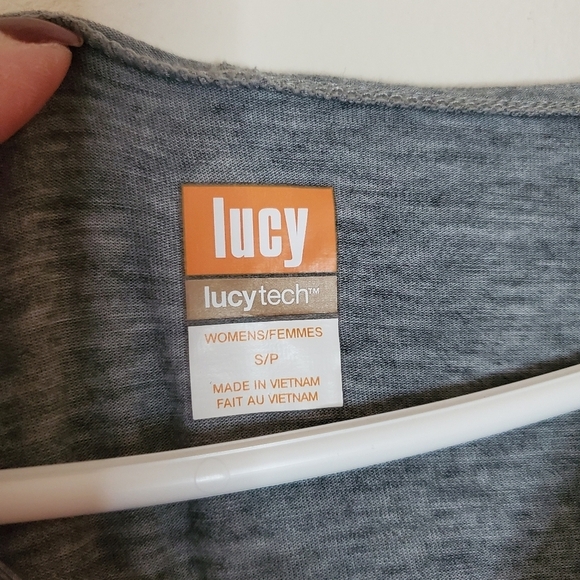 lucy
lucytech™
WOMENS/FEMMES
S/P
MADE IN VIETNAM
FAIT AU VIETNAM